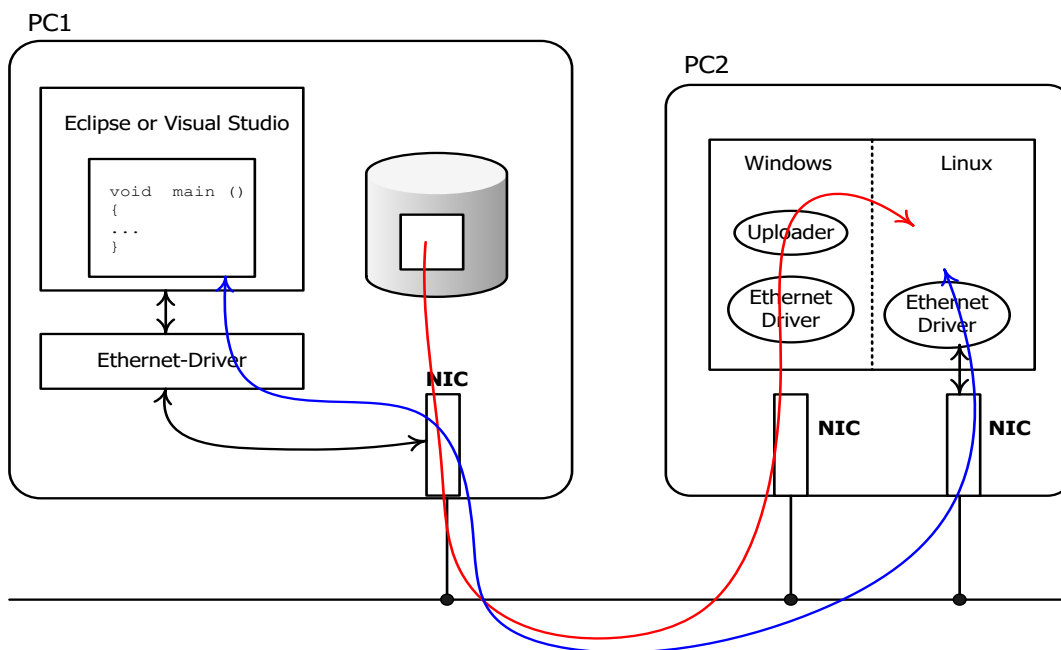 PC1
Eclipse or Visual Studio
void main ()
{
...
}
Ethernet-Driver
NIC
PC2
Windows
Linux
Uploader
Ethernet
Driver
Ethernet
Driver
NIC
NIC